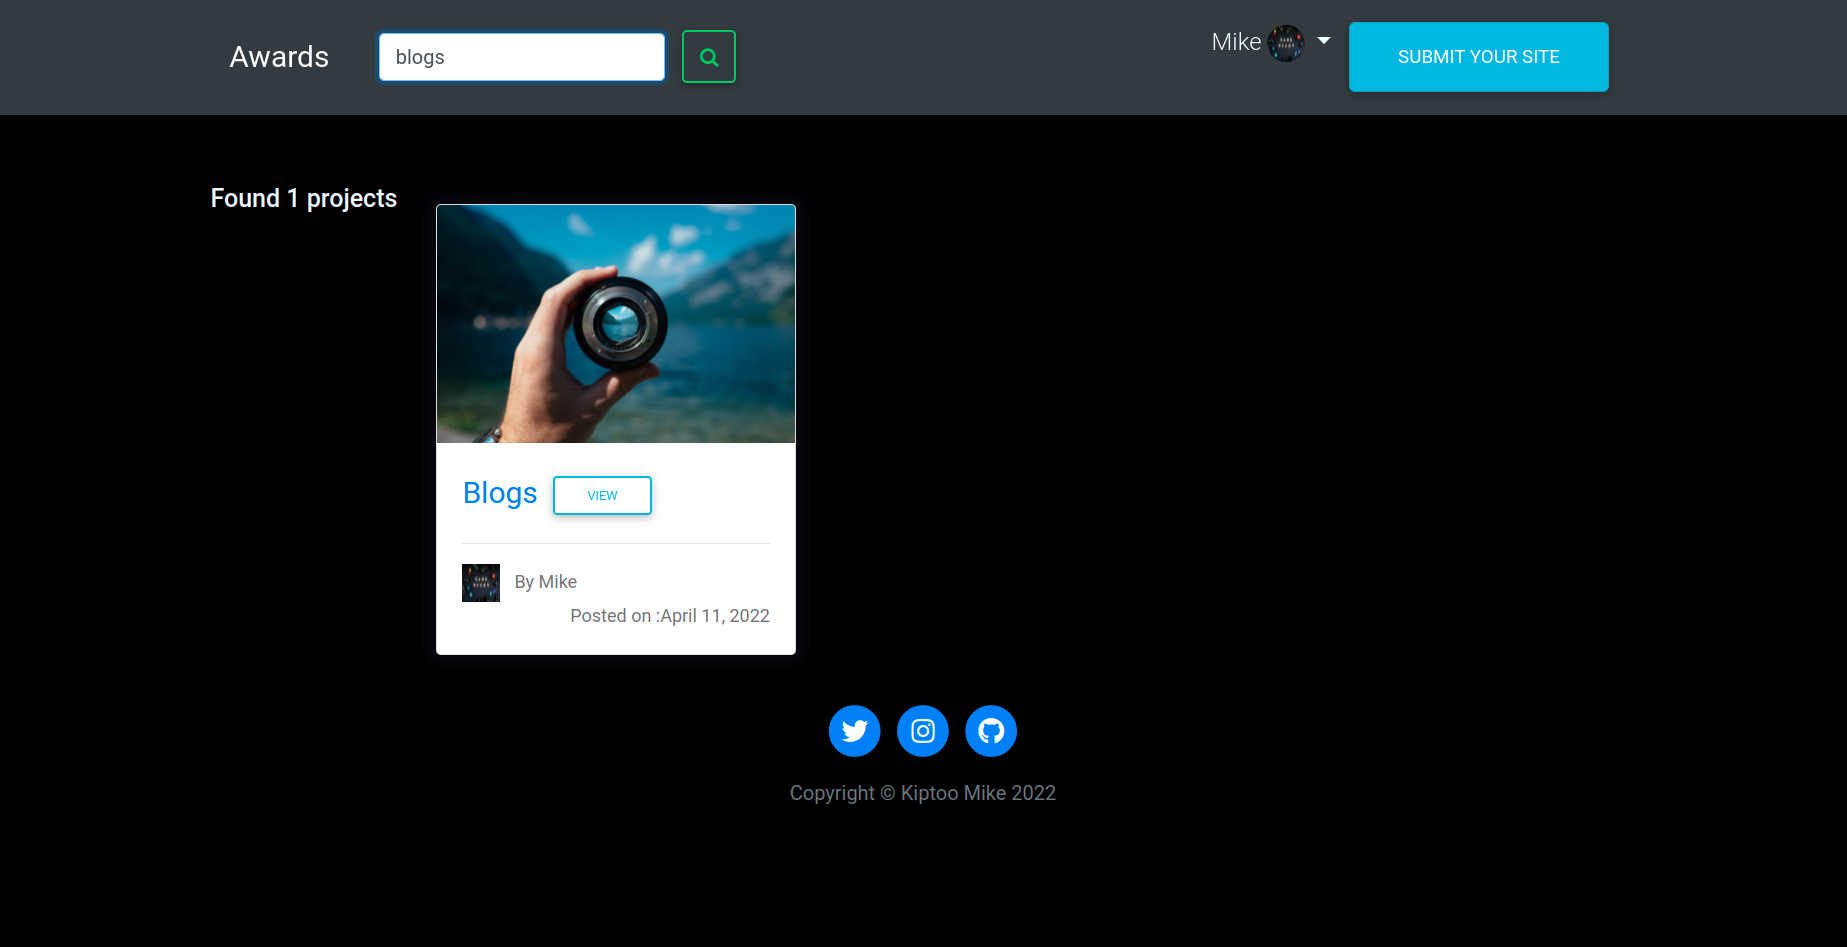 Awards
blogs
Mike
SUBMIT YOUR SITE
Found 1 projects
Blogs
VIEW
By Mike
Posted on :April 11, 2022
Copyright © Kiptoo Mike 2022